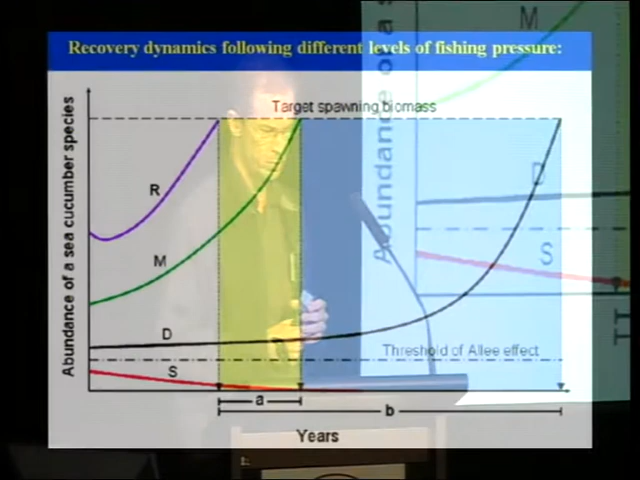 Recovery dynamics following different levels of fishing pressure:
M
Target spawning biomass
Abundance of a sea cucumber species
Abundance of a s
R
D
M
S
D
Threshold of Allee effect
S
a
b
Years